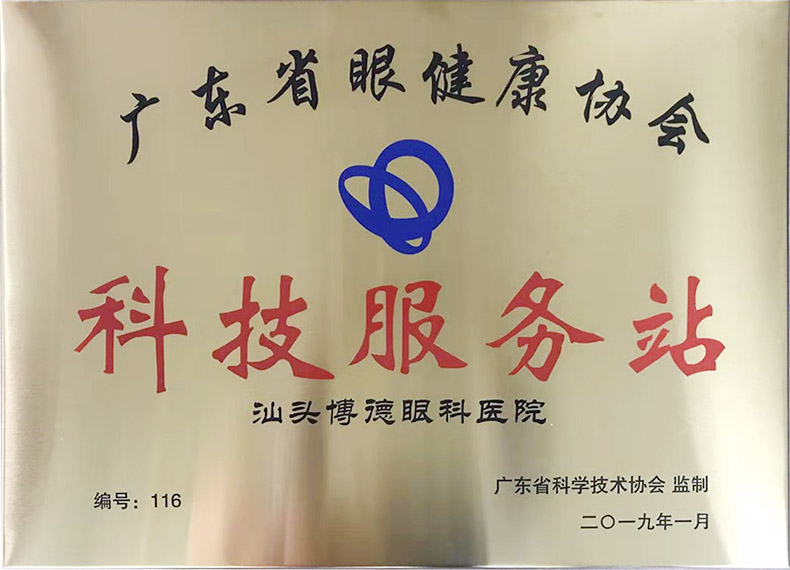 广东省眼健康协会
科技服务站
汕头博德眼科医院
编号：116
广东省科学技术协会 监制
二〇一九年一月